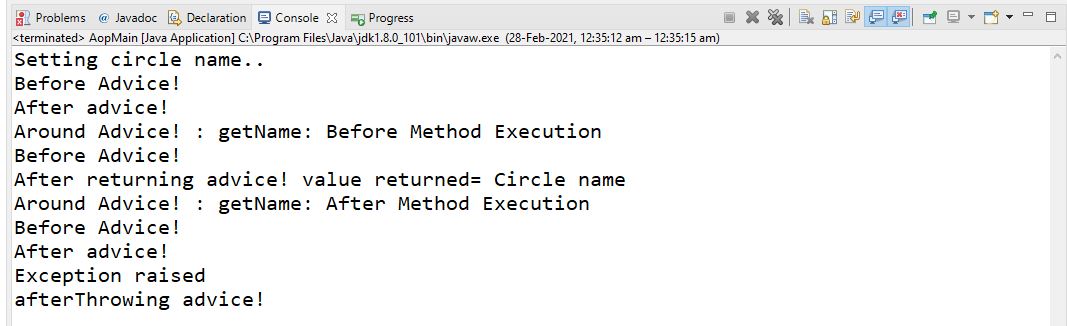 Problems @ Javadoc Declaration Console Progress
<terminated> AopMain [Java Application] C:\Program Files\Java\jdk1.8.0_101\bin\javaw.exe (28-Feb-2021, 12:35:12 am – 12:35:15 am)
Setting circle name..
Before Advice!
After advice!
Around Advice! : getName: Before Method Execution
Before Advice!
After returning advice! value returned= Circle name
Around Advice! : getName: After Method Execution
Before Advice!
After advice!
Exception raised
afterThrowing advice!